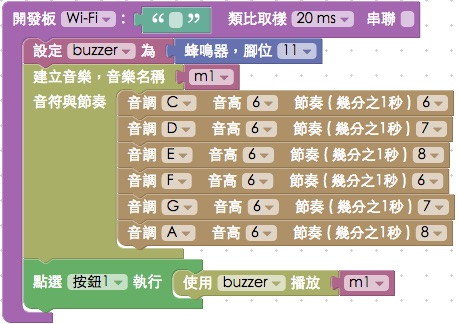 開發板 Wi-Fi ： “ ” 類比取樣 20 ms 串聯
設定 buzzer 為 蜂鳴器，腳位 11
建立音樂，音樂名稱 m1
音符與節奏 音調 C 音高 6 節奏 ( 幾分之1秒 ) 6
音調 D 音高 6 節奏 ( 幾分之1秒 ) 7
音調 E 音高 6 節奏 ( 幾分之1秒 ) 8
音調 F 音高 6 節奏 ( 幾分之1秒 ) 6
音調 G 音高 6 節奏 ( 幾分之1秒 ) 7
音調 A 音高 6 節奏 ( 幾分之1秒 ) 8
點選 按鈕1 執行 使用 buzzer 播放 m1